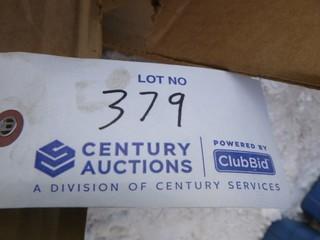 LOT NO
379
CENTURY AUCTIONS
POWERED BY
ClubBid
A DIVISION OF CENTURY SERVICES